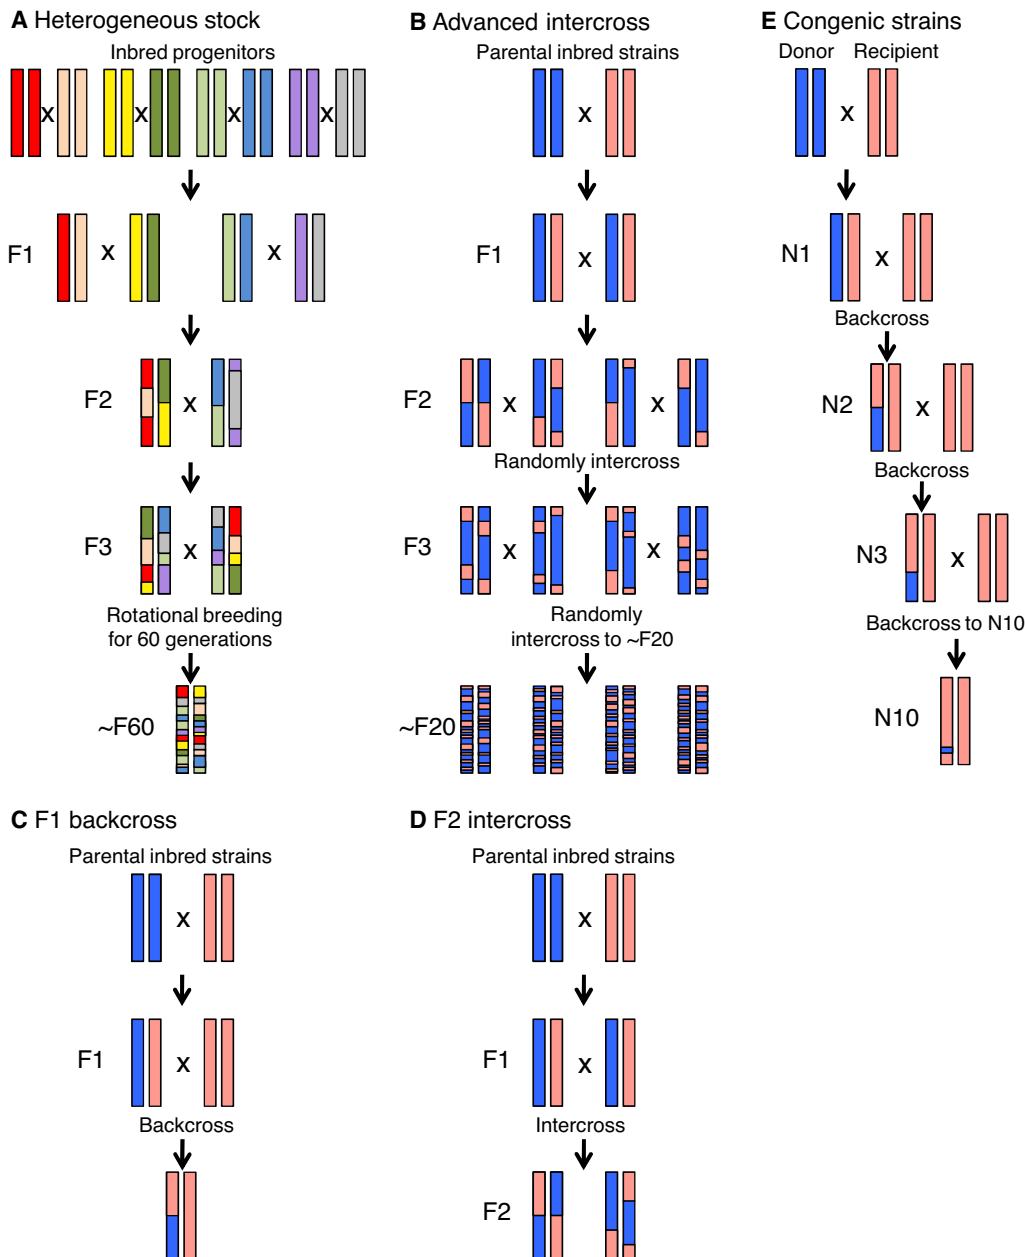 A Heterogeneous stock
Inbred progenitors
x x x x
F1 x x
F2 x
F3 x
Rotational breeding
for 60 generations
~F60
B Advanced intercross
Parental inbred strains
x
F1 x
F2 x x
Randomly intercross
F3 x x
Randomly
intercross to ~F20
~F20
E Congenic strains
Donor Recipient
x
N1 x
Backcross
N2 x
Backcross
N3 x
Backcross to N10
N10
C F1 backcross
Parental inbred strains
x
F1 x
Backcross
D F2 intercross
Parental inbred strains
x
F1 x
Intercross
F2